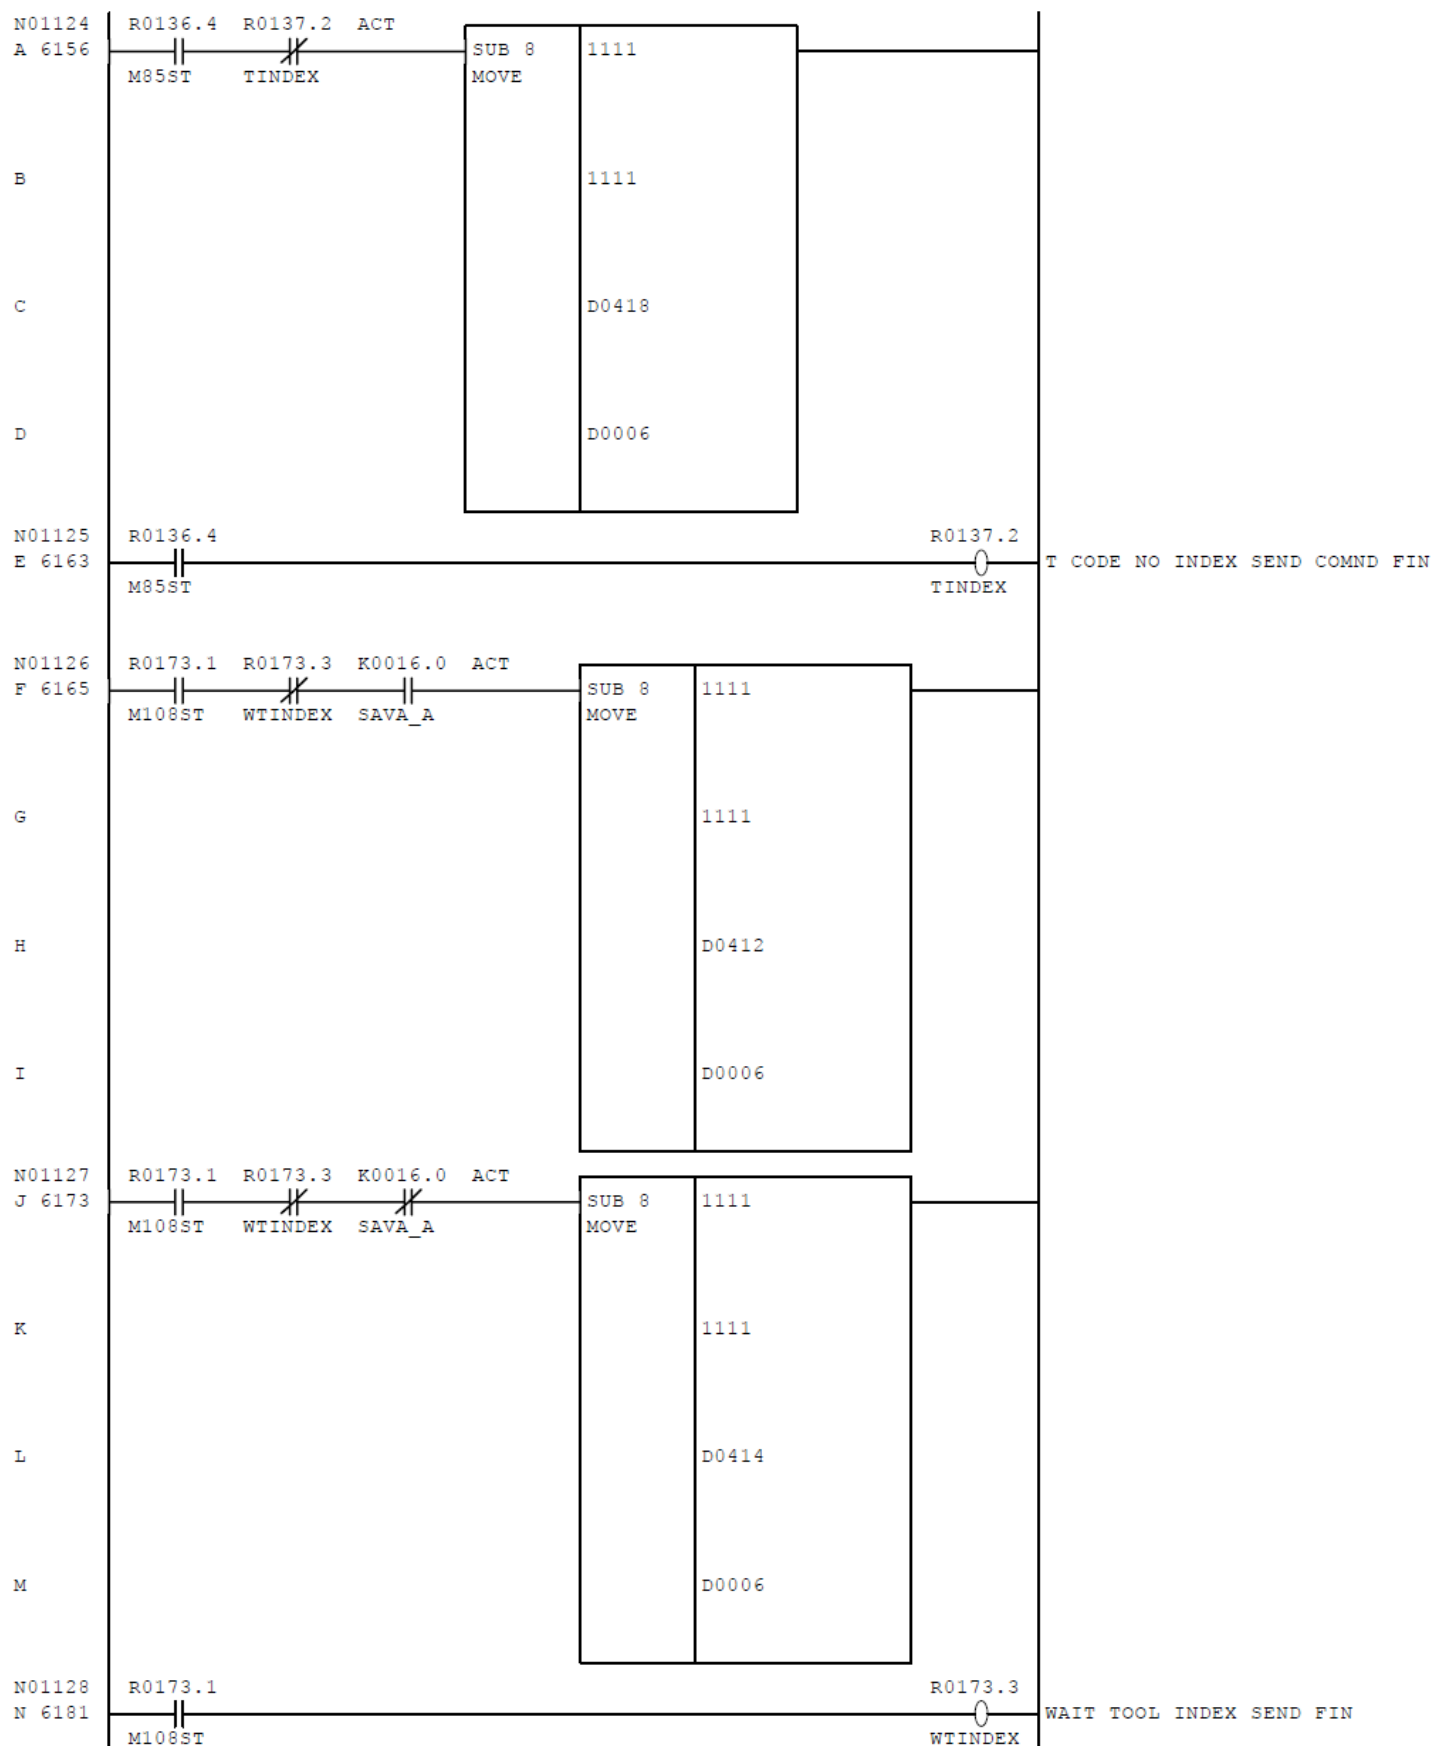 N01124 R0136.4 R0137.2 ACT
A 6156 SUB 8 1111
M85ST TINDEX MOVE
B 1111
C D0418
D D0006
N01125 R0136.4 R0137.2
E 6163 T CODE NO INDEX SEND COMND FIN
M85ST TINDEX
N01126 R0173.1 R0173.3 K0016.0 ACT
F 6165 SUB 8 1111
M108ST WTINDEX SAVA_A MOVE
G 1111
H D0412
I D0006
N01127 R0173.1 R0173.3 K0016.0 ACT
J 6173 SUB 8 1111
M108ST WTINDEX SAVA_A MOVE
K 1111
L D0414
M D0006
N01128 R0173.1 R0173.3
N 6181 WAIT TOOL INDEX SEND FIN
M108ST WTINDEX